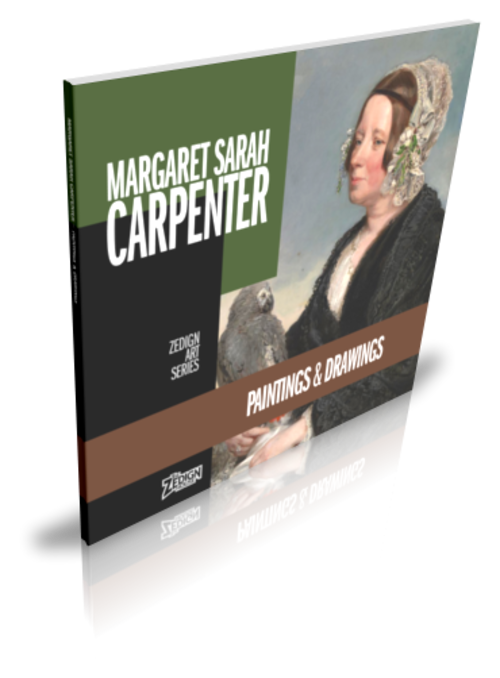 MARGARET SARAH
CARPENTER
ZEDIGN
ART
SERIES
PAINTINGS & DRAWINGS
ZEDIGN